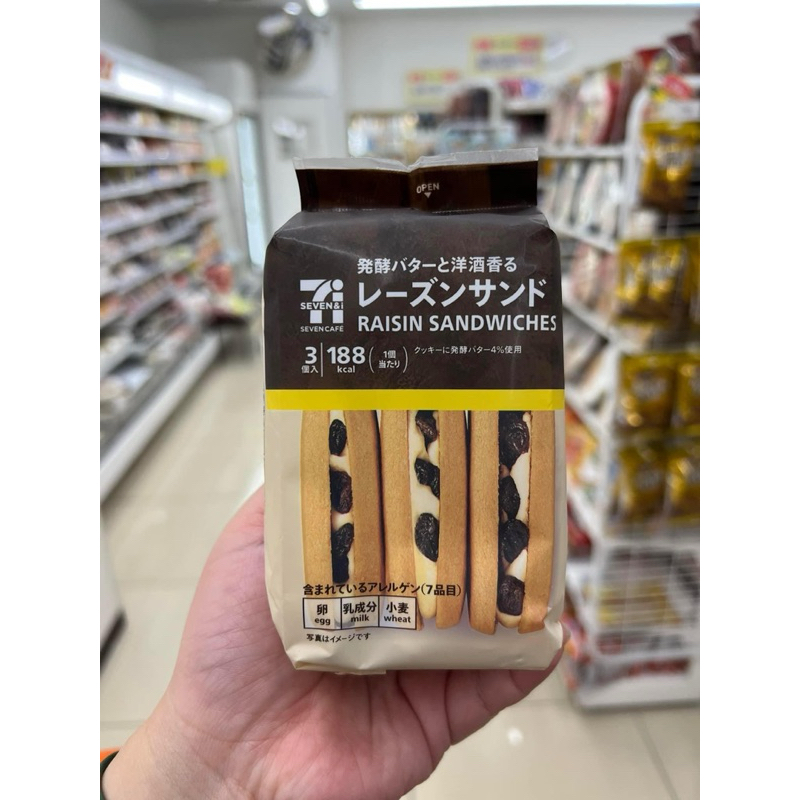 OPEN
発酵バターと洋酒香る
レーズンサンド
RAISIN SANDWICHES
SEVEN&i
SEVEN CAFÉ
3個入
188kcal
(1個当たり)
クッキーに発酵バター4%使用
含まれているアレルゲン(7品目)
卵 乳成分 小麦
egg milk wheat
写真はイメージです